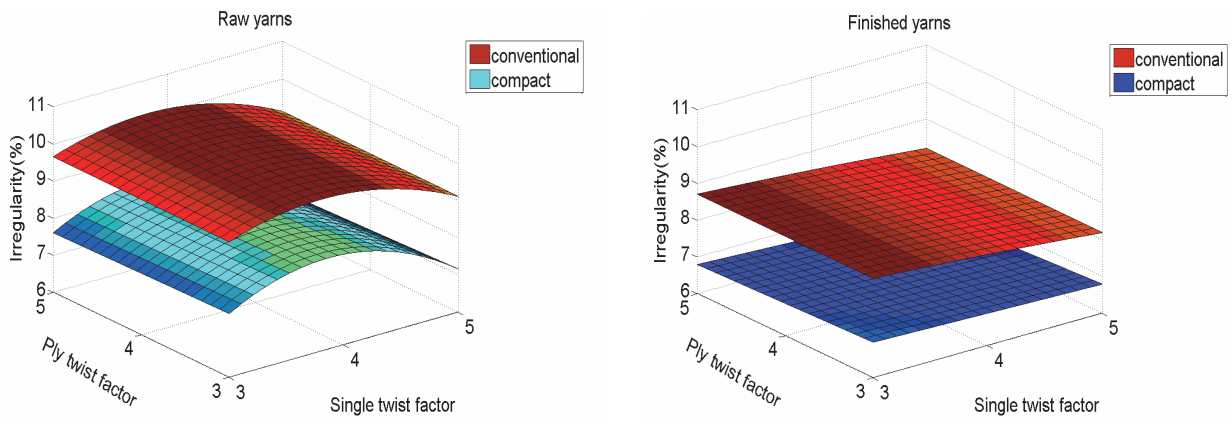 Raw yarns
conventional
compact
Irregularity(%)
11
10
9
8
7
6
5
4
3
Ply twist factor
3
4
5
Single twist factor
Finished yarns
conventional
compact
Irregularity(%)
11
10
9
8
7
6
5
4
3
Ply twist factor
3
4
5
Single twist factor